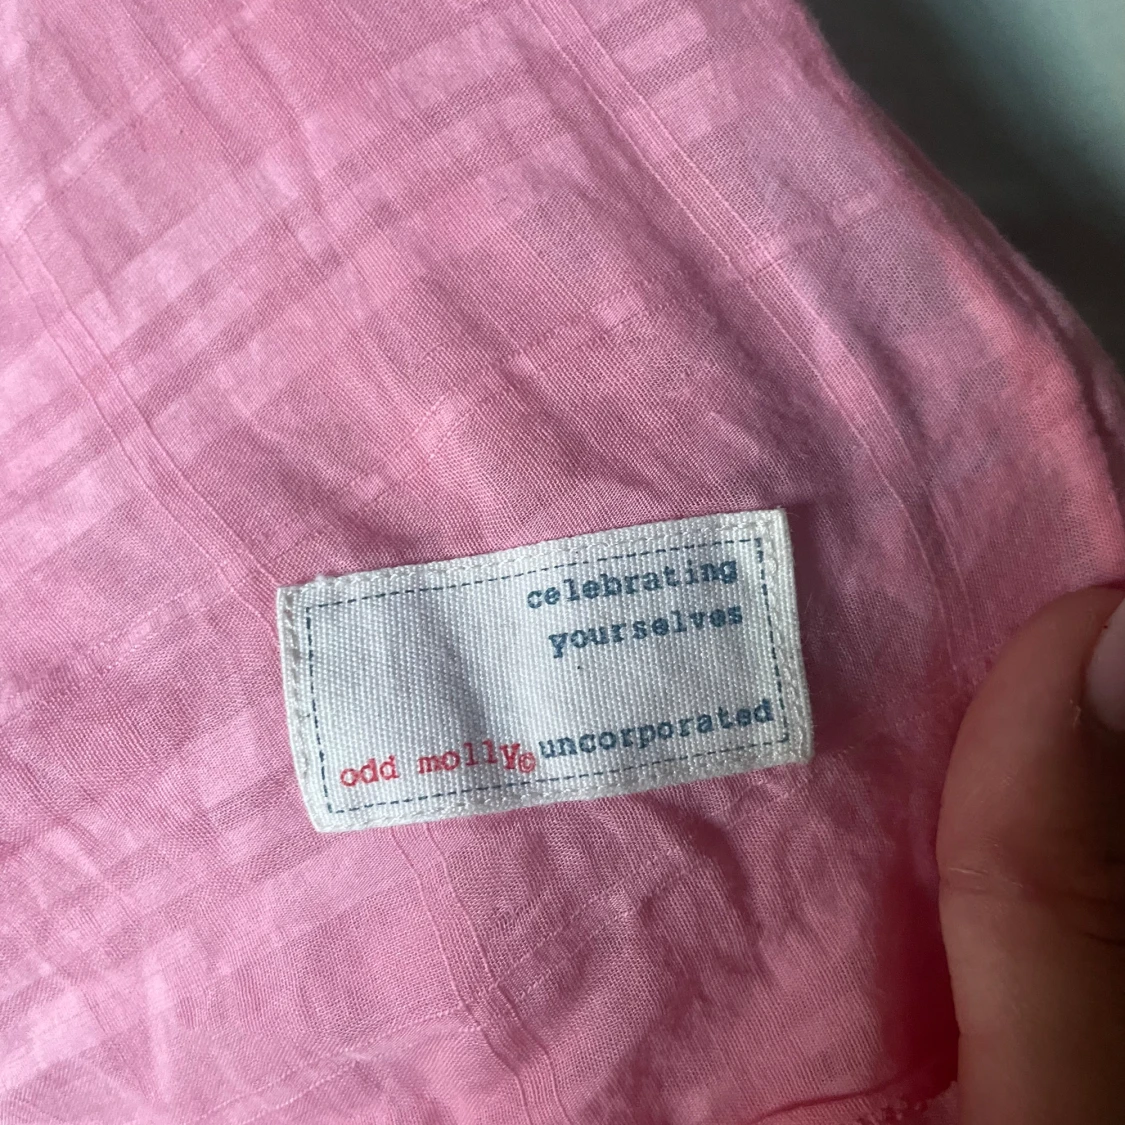 celebrating
yourselves
odd molly© uncorporated